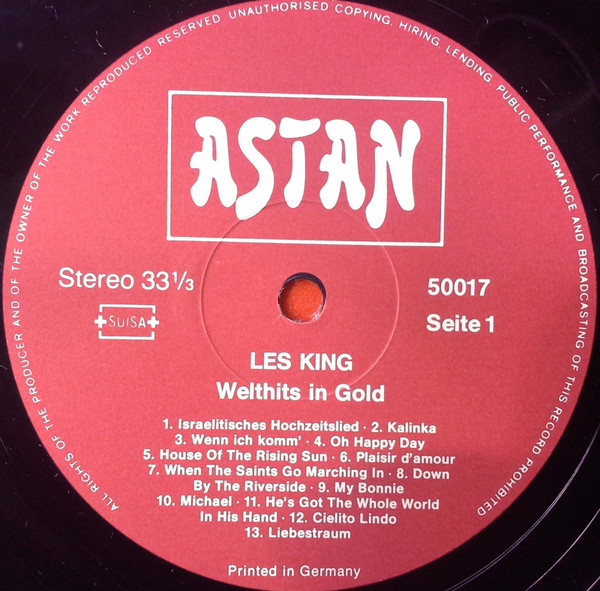 ALL RIGHTS OF THE PRODUCER AND OF THE OWNER OF THE WORK REPRODUCED RESERVED UNAUTHORISED COPYING, HIRING, LENDING, PUBLIC PERFORMANCE AND BROADCASTING OF THIS RECORD PROHIBITED
ASTAN
Stereo 33 1/3
50017
SUISA
Seite 1
LES KING
Welthits in Gold
1. Israelitisches Hochzeitslied · 2. Kalinka
3. Wenn ich komm' · 4. Oh Happy Day
5. House Of The Rising Sun · 6. Plaisir d'amour
7. When The Saints Go Marching In · 8. Down
By The Riverside · 9. My Bonnie
10. Michael · 11. He's Got The Whole World
In His Hand · 12. Cielito Lindo
13. Liebestraum
Printed in Germany